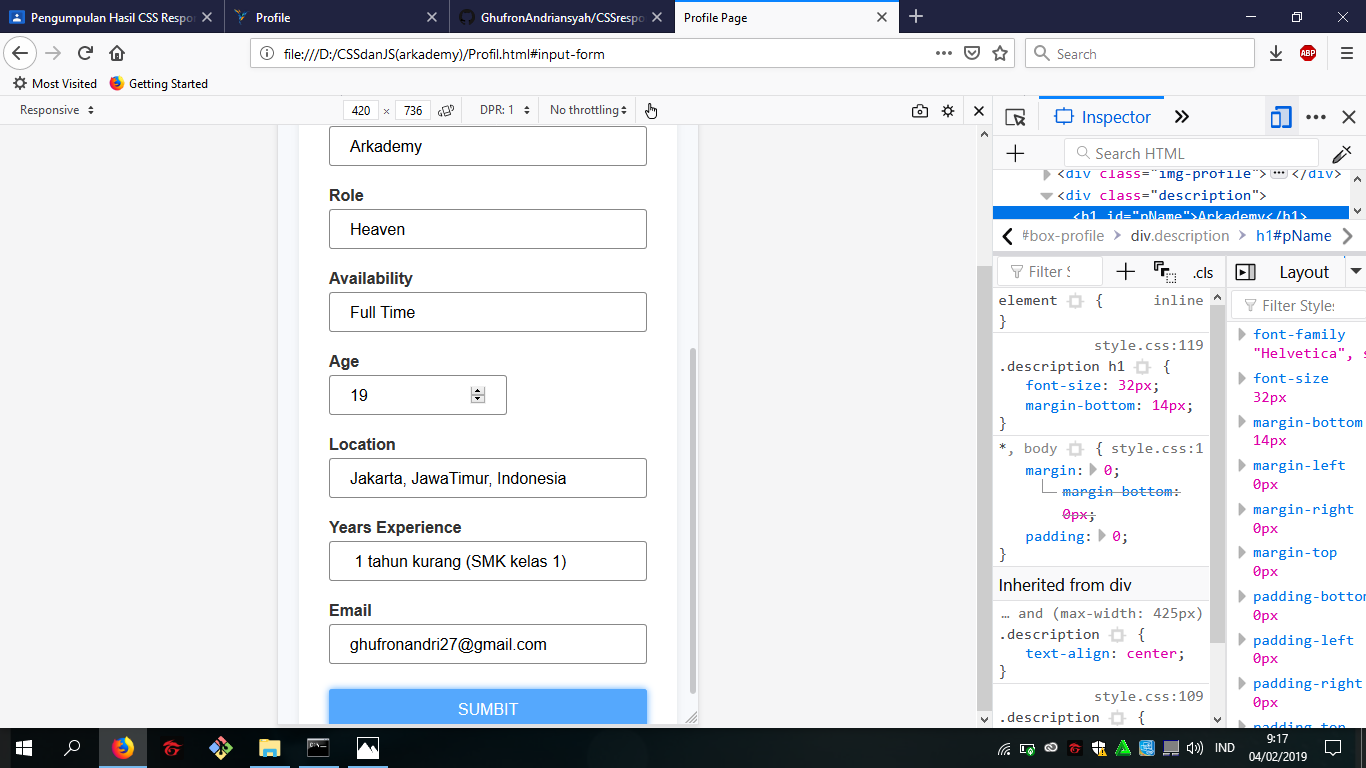 Pengumpulan Hasil CSS Respo
Profile
GhufronAndriansyah/CSSrespo
Profile Page
file:///D:/CSSdanJS(arkademy)/Profil.html#input-form
Search
ABP
Most Visited
Getting Started
Responsive
420 × 736
DPR: 1
No throttling
Arkademy
Role
Heaven
Availability
Full Time
Age
19
Location
Jakarta, JawaTimur, Indonesia
Years Experience
1 tahun kurang (SMK kelas 1)
Email
ghufronandri27@gmail.com
SUMBIT
Inspector
Search HTML
<div class="img-profile"> </div>
<div class="description">
<h1 id="pName">Arkademy</h1>
#box-profile > div.description > h1#pName
Filter S
.cls
element { inline
}
style.css:119
.description h1 {
font-size: 32px;
margin-bottom: 14px;
}
*, body { style.css:1
margin: 0;
margin-bottom:
0px;
padding: 0;
}
Inherited from div
… and (max-width: 425px)
.description {
text-align: center;
}
style.css:109
.description {
Layout
Filter Styles
font-family
"Helvetica", s
font-size
32px
margin-bottom
14px
margin-left
0px
margin-right
0px
margin-top
0px
padding-bottom
0px
padding-left
0px
padding-right
0px
padding-top
IND
9:17
04/02/2019